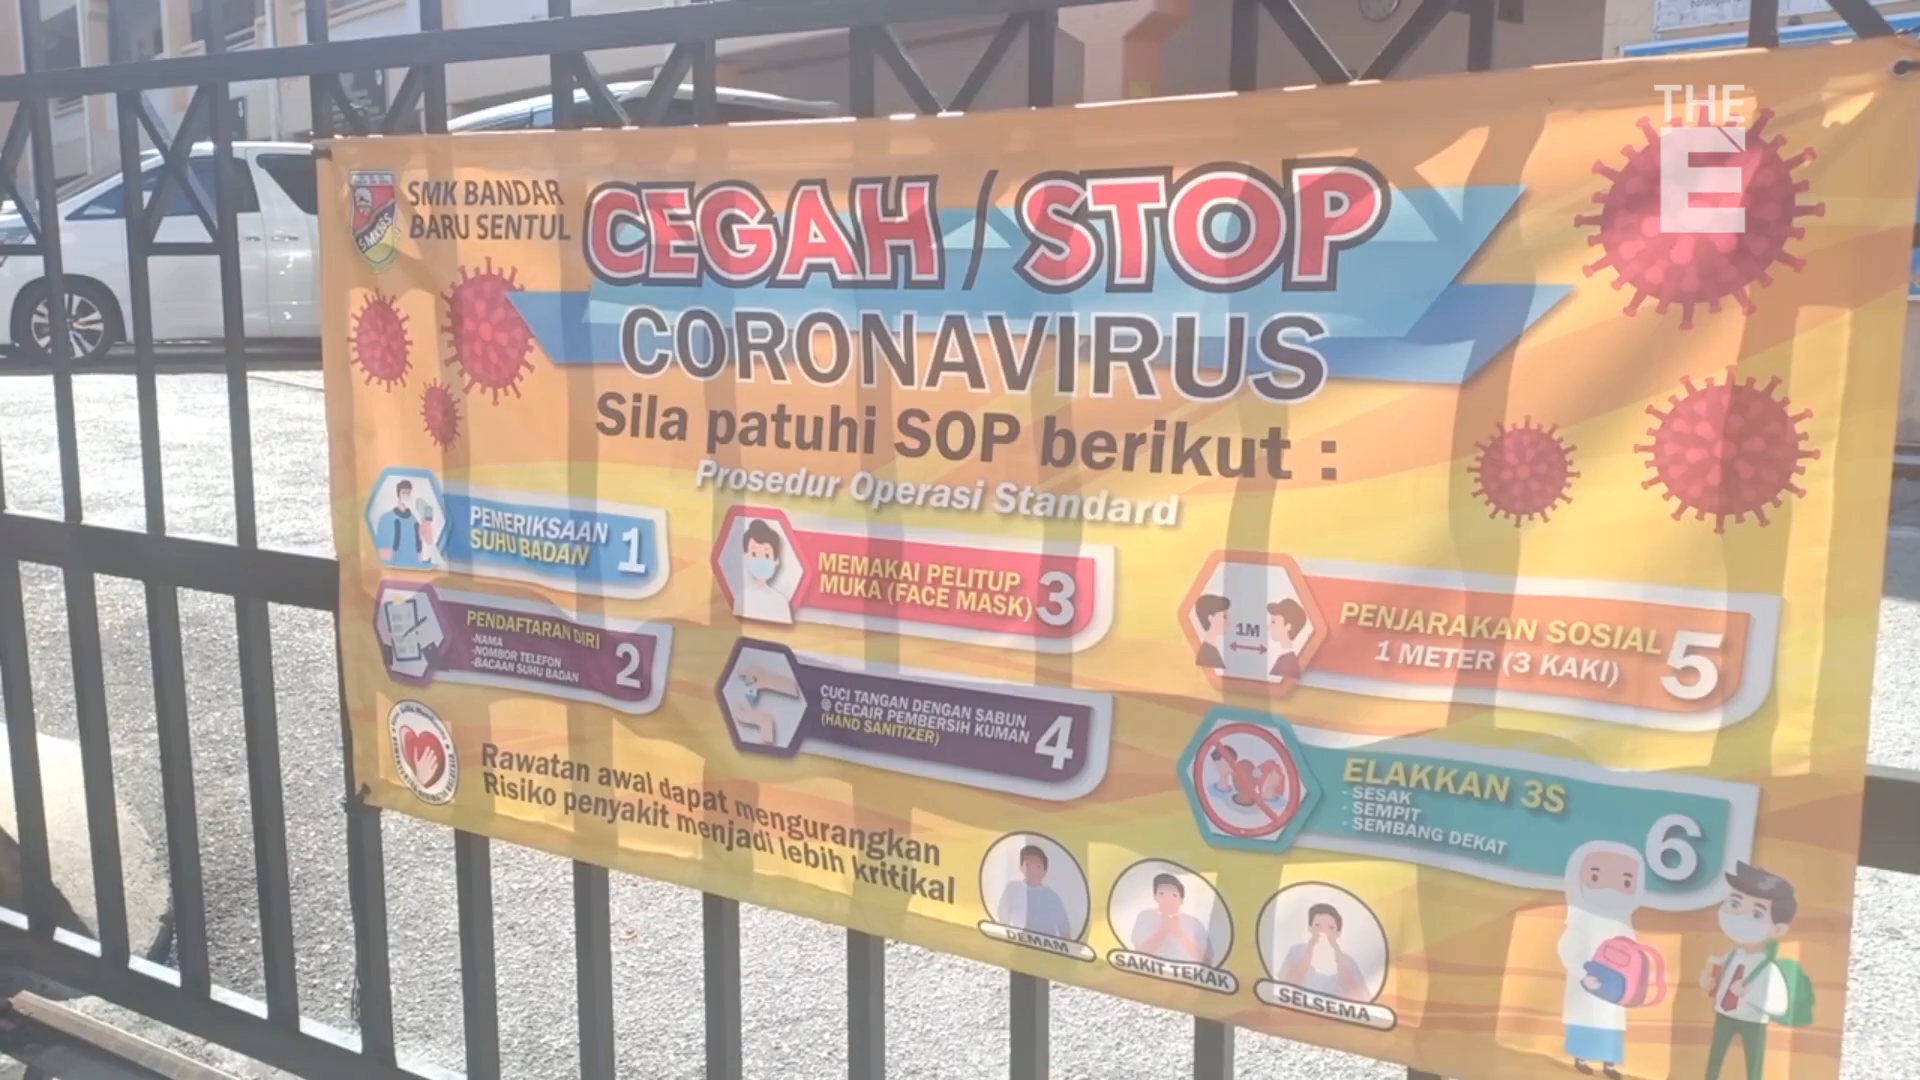 THE
E
SMK BANDAR
BARU SENTUL
SMBBS
CEGAH / STOP
CORONAVIRUS
Sila patuhi SOP berikut :
Prosedur Operasi Standard
PEMERIKSAAN
SUHU BADAN
1
PENDAFTARAN DIRI
-NAMA
-NOMBOR TELEFON
-BACAAN SUHU BADAN
2
MEMAKAI PELITUP
MUKA (FACE MASK)
3
CUCI TANGAN DENGAN SABUN
@ CECAIR PEMBERSIH KUMAN
(HAND SANITIZER)
4
1M
PENJARAKAN SOSIAL
1 METER (3 KAKI)
5
ELAKKAN 3S
- SESAK
- SEMPIT
- SEMBANG DEKAT
6
Rawatan awal dapat mengurangkan
Risiko penyakit menjadi lebih kritikal
DEMAM
SAKIT TEKAK
SELSEMA